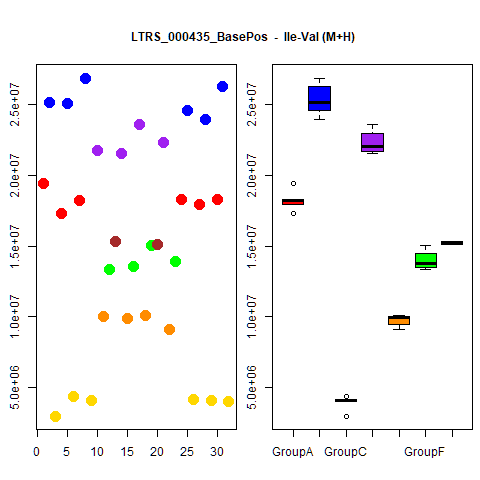 LTRS_000435_BasePos - Ile-Val (M+H)
2.5e+07
2.5e+07
2.0e+07
2.0e+07
1.5e+07
1.5e+07
1.0e+07
1.0e+07
5.0e+06
5.0e+06
0 5 10 15 20 25 30
GroupA GroupC GroupF